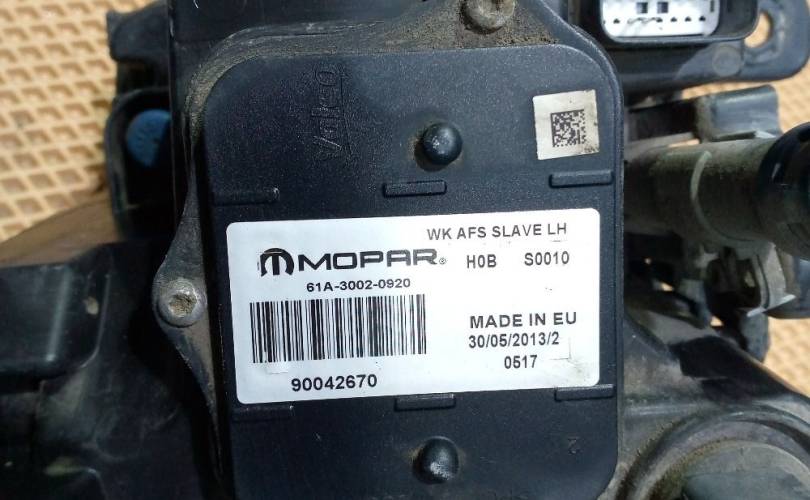 Valeo
WK AFS SLAVE LH
MOPAR® H0B S0010
61A-3002-0920
MADE IN EU
30/05/2013/2
0517
90042670
2